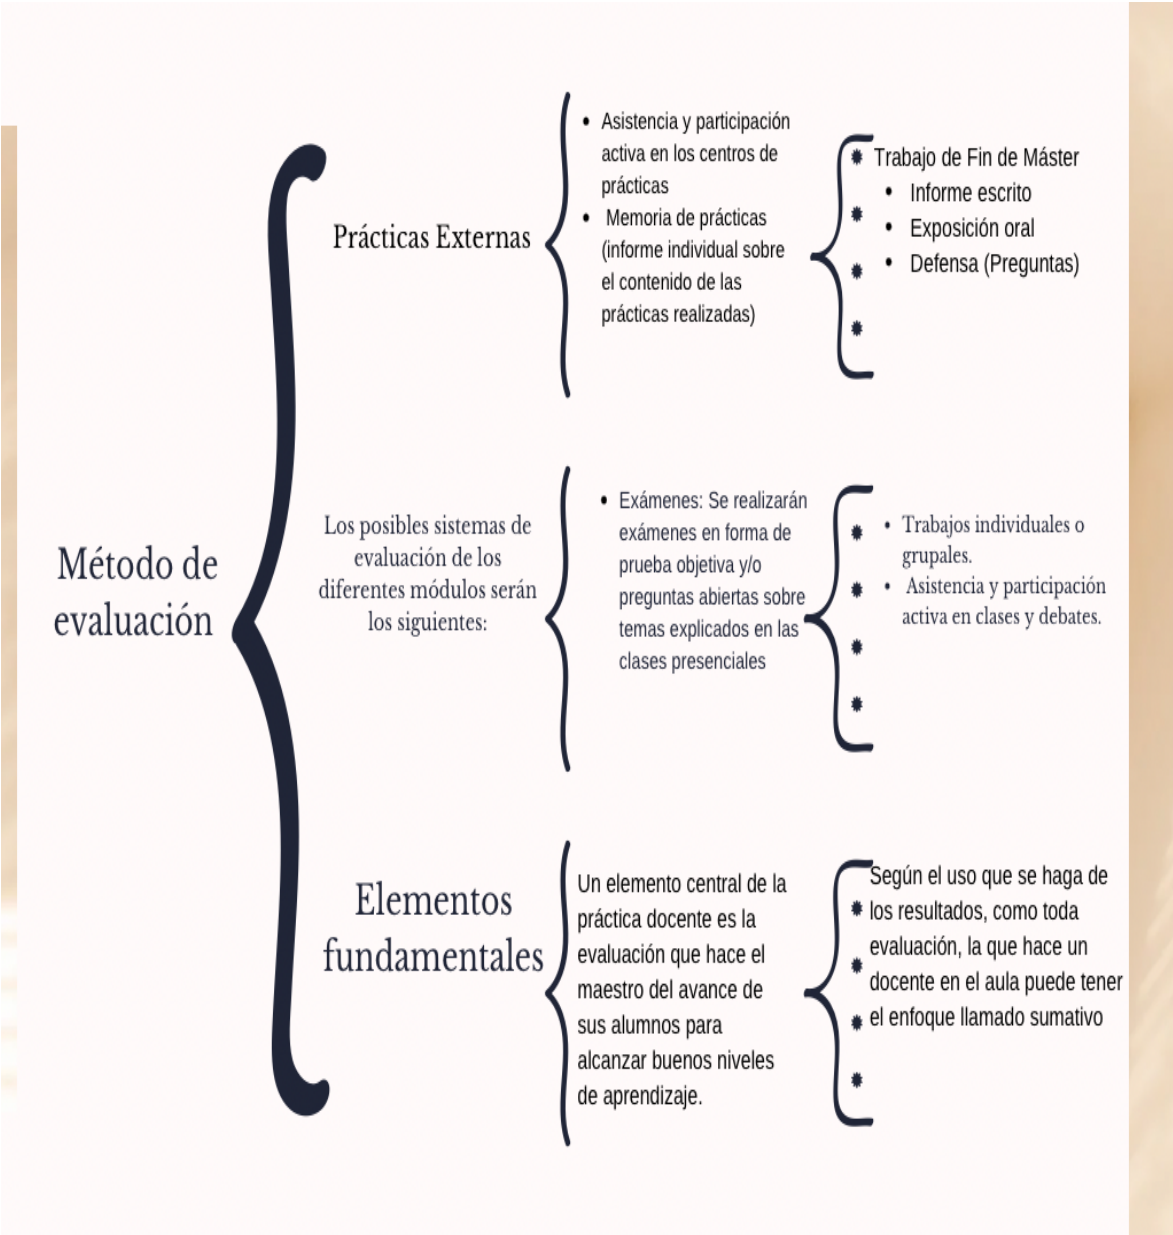 Método de
evaluación
Prácticas Externas
• Asistencia y participación
activa en los centros de
prácticas
• Memoria de prácticas
(informe individual sobre
el contenido de las
prácticas realizadas)
Trabajo de Fin de Máster
• Informe escrito
• Exposición oral
• Defensa (Preguntas)
Los posibles sistemas de
evaluación de los
diferentes módulos serán
los siguientes:
• Exámenes: Se realizarán
exámenes en forma de
prueba objetiva y/o
preguntas abiertas sobre
temas explicados en las
clases presenciales
• Trabajos individuales o
grupales.
• Asistencia y participación
activa en clases y debates.
Elementos
fundamentales
Un elemento central de la
práctica docente es la
evaluación que hace el
maestro del avance de
sus alumnos para
alcanzar buenos niveles
de aprendizaje.
Según el uso que se haga de
los resultados, como toda
evaluación, la que hace un
docente en el aula puede tener
el enfoque llamado sumativo